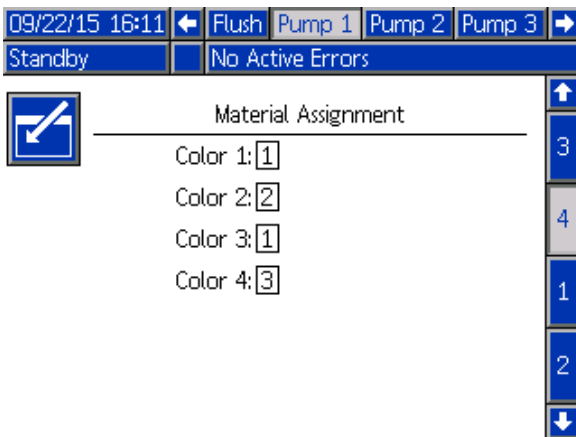 09/22/15 16:11 Flush Pump 1 Pump 2 Pump 3
Standby No Active Errors
Material Assignment
Color 1: 1
Color 2: 2
Color 3: 1
Color 4: 3
3
4
1
2